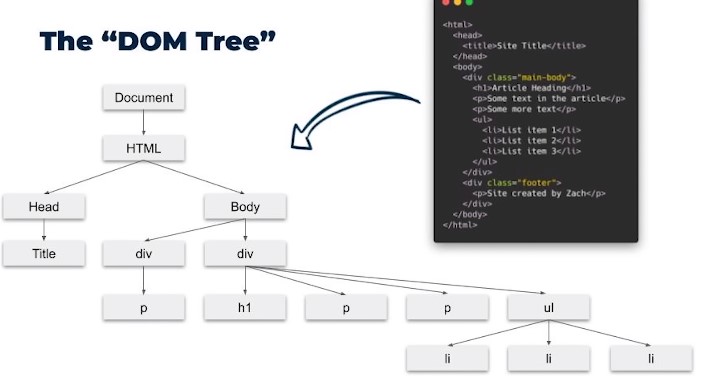 The “DOM Tree”
<html>
<head>
<title>Site Title</title>
</head>
<body>
<div class="main-body">
<h1>Article Heading</h1>
<p>Some text in the article</p>
<p>Some more text</p>
<ul>
<li>List item 1</li>
<li>List item 2</li>
<li>List item 3</li>
</ul>
</div>
<div class="footer">
<p>Site created by Zach</p>
</div>
</body>
</html>
Document
HTML
Head Body
Title div div
p h1 p p ul
li li li